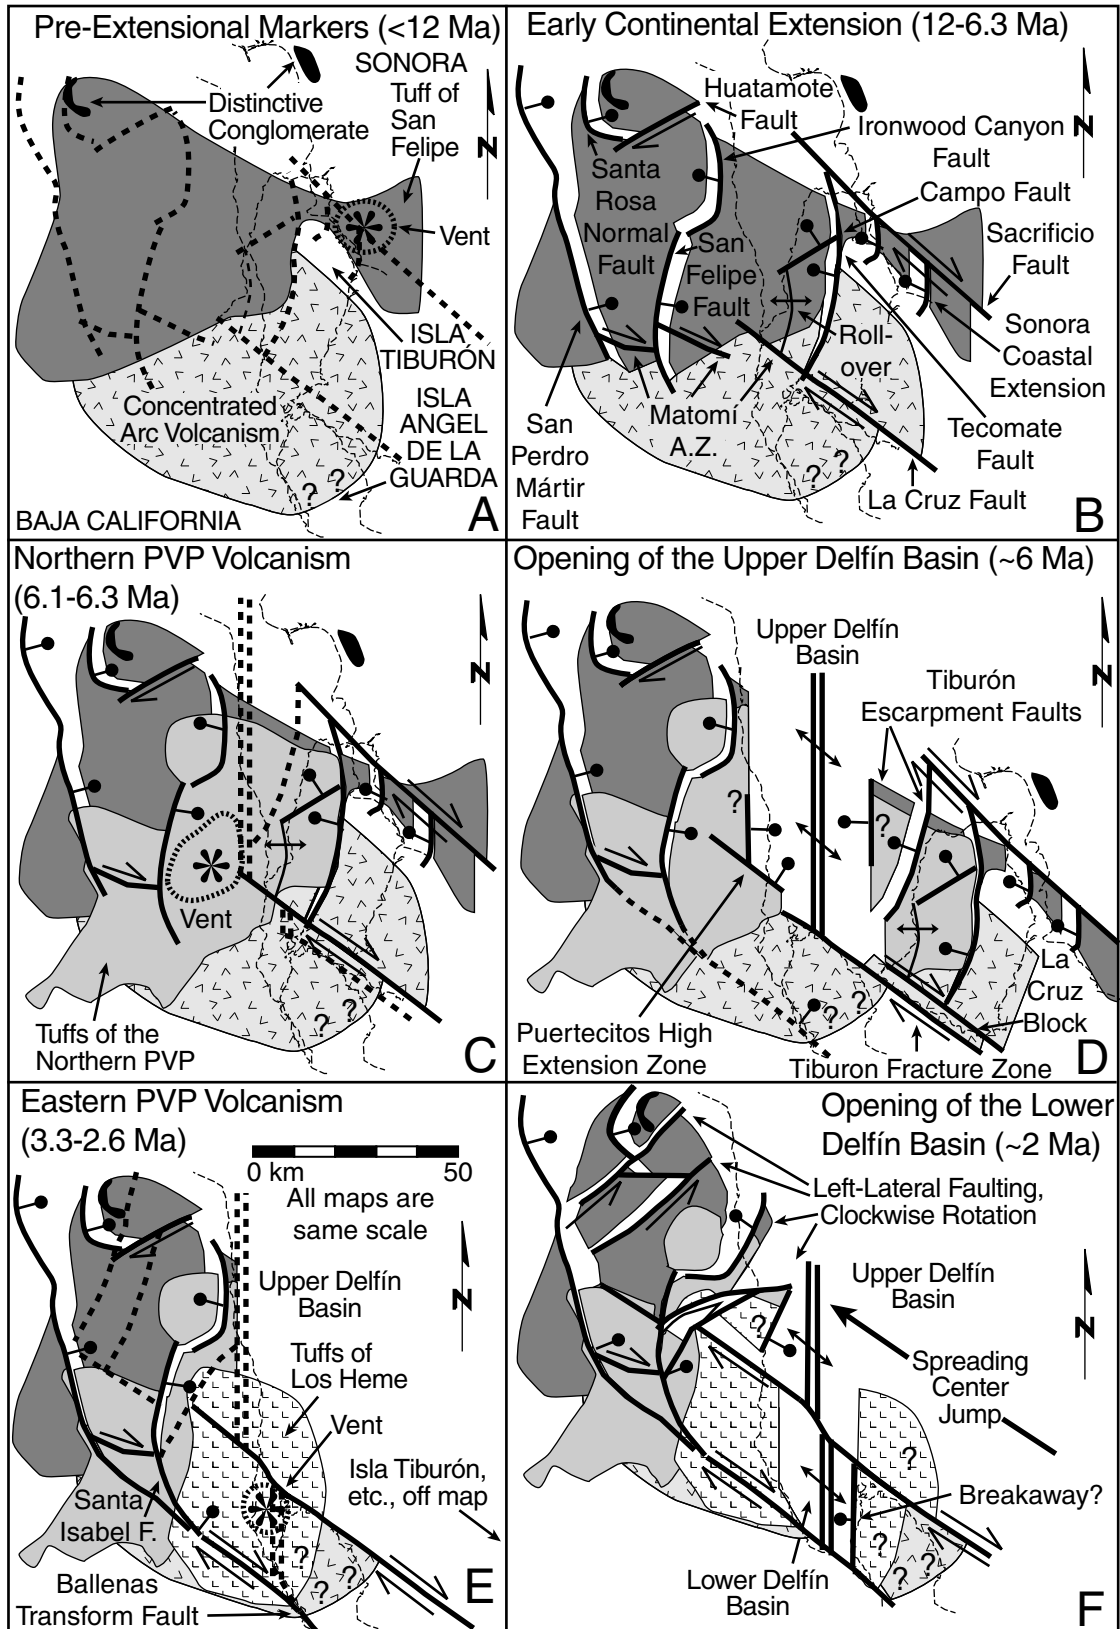 Pre-Extensional Markers (<12 Ma)
SONORA
Tuff of
San
Felipe
Distinctive
Conglomerate
N
Vent
ISLA
TIBURÓN
Concentrated
Arc Volcanism
ISLA
ANGEL
DE LA
GUARDA
? ?
BAJA CALIFORNIA
A
Early Continental Extension (12-6.3 Ma)
Huatamote
Fault
Ironwood Canyon
Fault
N
Santa
Rosa
Normal
Fault
Campo Fault
San
Felipe
Fault
Sacrificio
Fault
Roll-
over
Sonora
Coastal
Extension
San
Perdro
Mártir
Fault
Matomí
A.Z.
Tecomate
Fault
? ?
La Cruz Fault
B
Northern PVP Volcanism
(6.1-6.3 Ma)
N
Vent
? ?
Tuffs of the
Northern PVP
C
Opening of the Upper Delfín Basin (~6 Ma)
Upper Delfín
Basin
N
Tiburón
Escarpment Faults
?
?
La
Cruz
Block
? ?
Puertecitos High
Extension Zone
Tiburon Fracture Zone
D
Eastern PVP Volcanism
(3.3-2.6 Ma)
0 km 50
All maps are
same scale
Upper Delfín
Basin
N
Tuffs of
Los Heme
Vent
Isla Tiburón,
etc., off map
Santa
Isabel F.
?
? ?
Ballenas
Transform Fault
E
Opening of the Lower
Delfín Basin (~2 Ma)
Left-Lateral Faulting,
Clockwise Rotation
Upper Delfín
Basin
N
?
Spreading
Center
Jump
?
Breakaway?
?
? ?
Lower Delfín
Basin
F